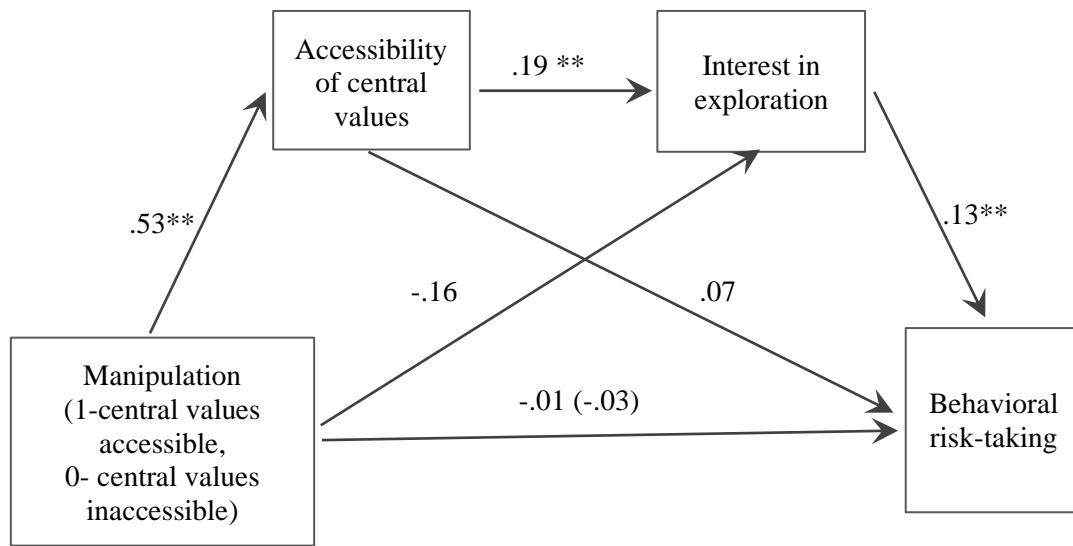 Accessibility
of central
values
.19 **
Interest in
exploration
.53**
-.16
.07
.13**
Manipulation
(1-central values
accessible,
0- central values
inaccessible)
-.01 (-.03)
Behavioral
risk-taking